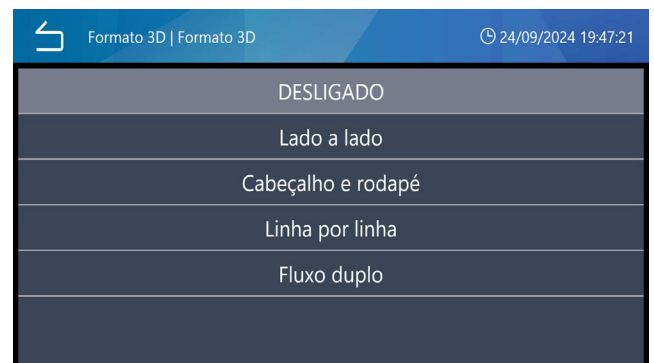 Formato 3D | Formato 3D
24/09/2024 19:47:21
DESLIGADO
Lado a lado
Cabeçalho e rodapé
Linha por linha
Fluxo duplo